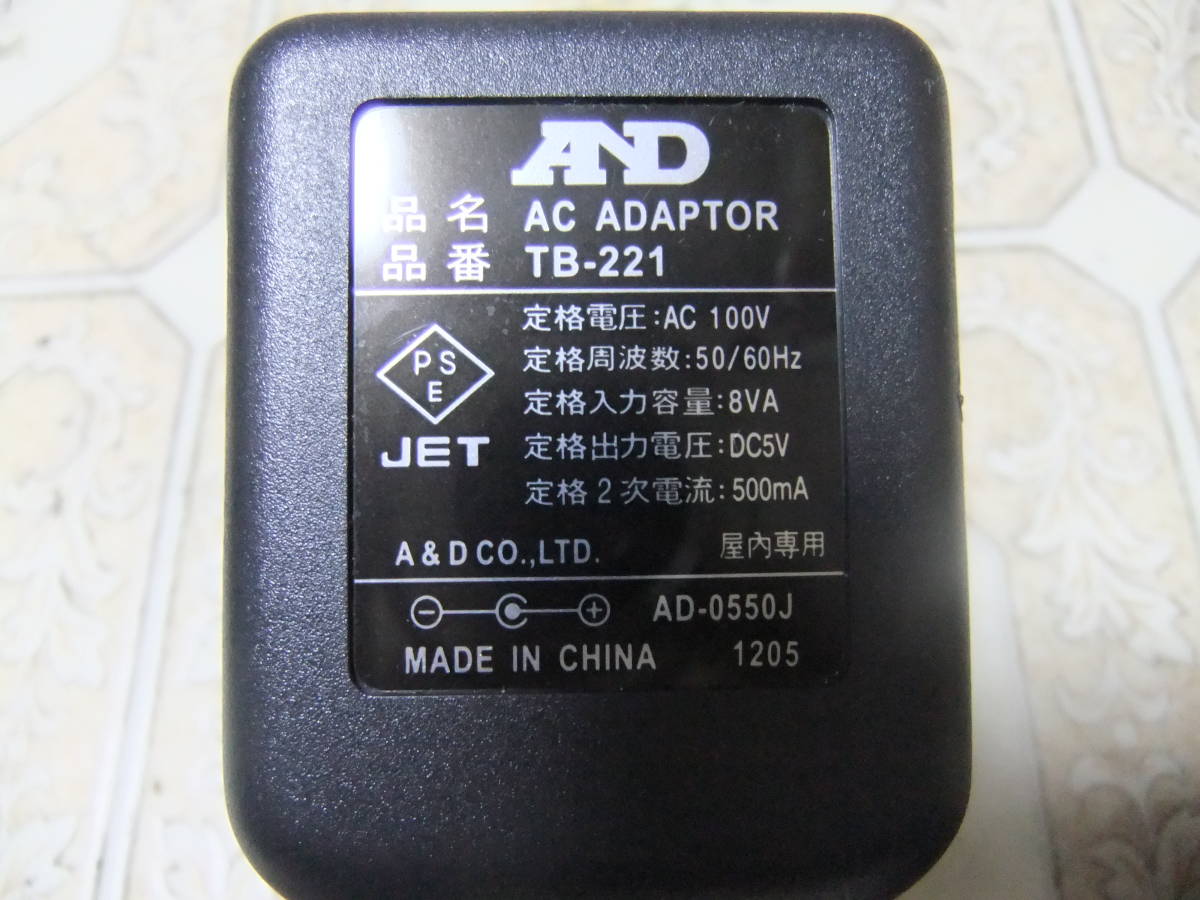 AND
品名 AC ADAPTOR
品番 TB-221
定格電圧:AC 100V
定格周波数:50/60Hz
定格入力容量:8VA
定格出力電圧:DC5V
定格2次電流:500mA
PS
E
JET
A&D CO.,LTD. 屋内専用
AD-0550J
MADE IN CHINA 1205